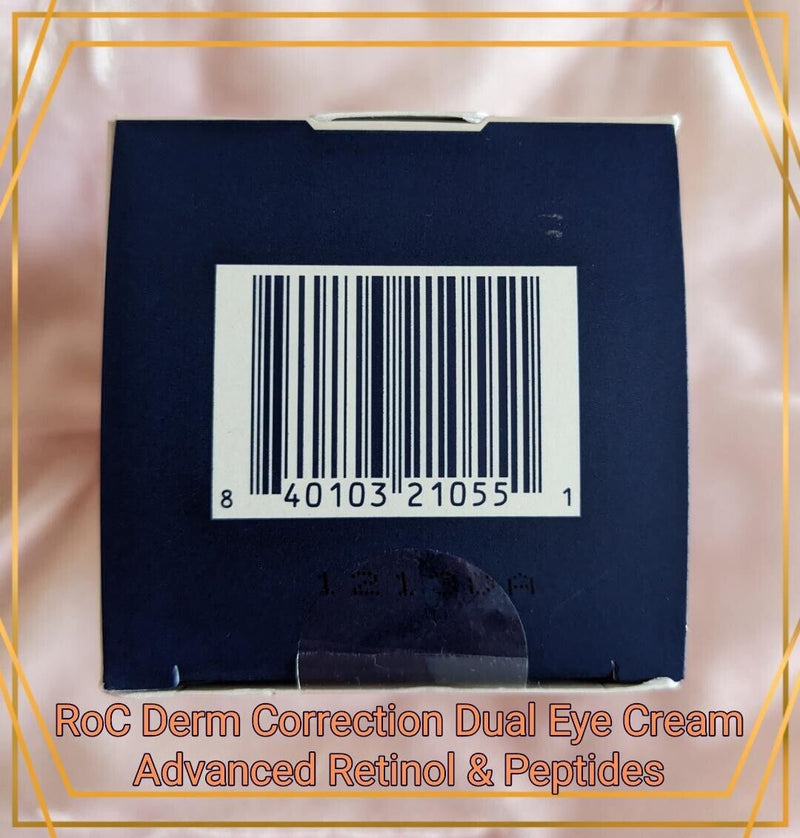 8 40103 21055 1
RoC Derm Correction Dual Eye Cream
Advanced Retinol & Peptides